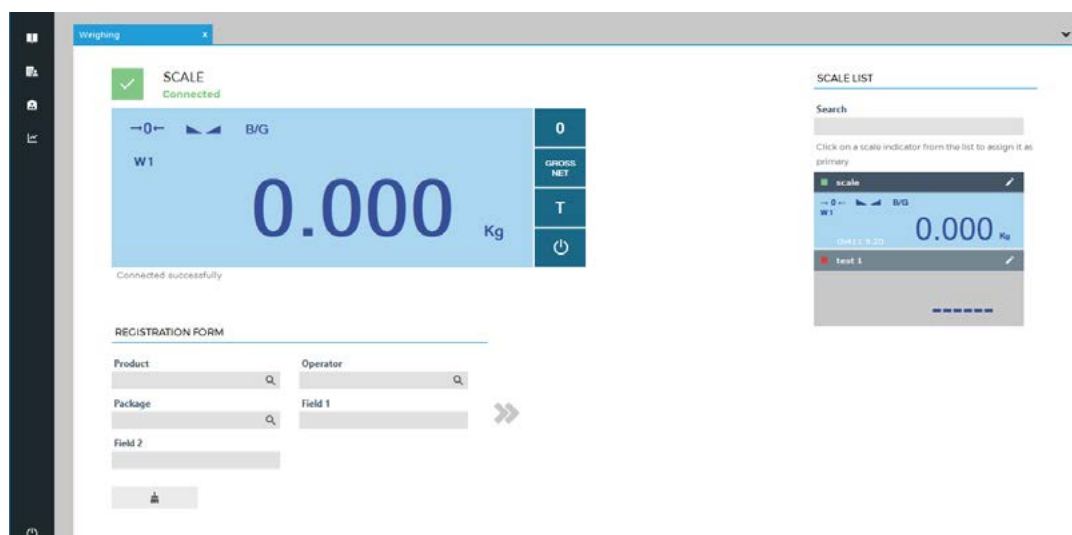 Weighing x
SCALE
Connected
→0← B/G
W1
0.000 Kg
0
GROSS
NET
T
Connected successfully
REGISTRATION FORM
Product
Operator
Package
Field 1
Field 2
SCALE LIST
Search
Click on a scale indicator from the list to assign it as
primary
scale
→0← B/G
W1
0.000 Kg
test 1
------